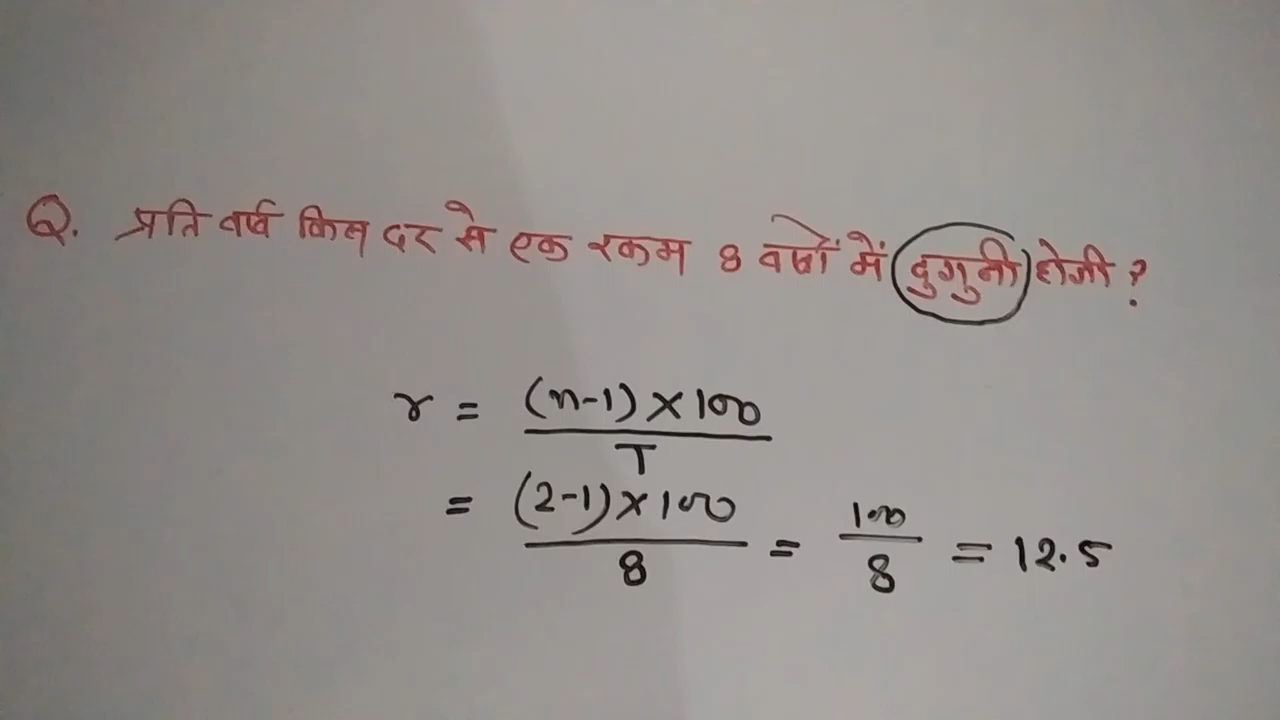 Q. प्रति वर्ष किस दर से एक रकम 8 वर्षों में दुगुनी होगी ?
r = (n-1) × 100 / T
= (2-1) × 100 / 8 = 100 / 8 = 12.5